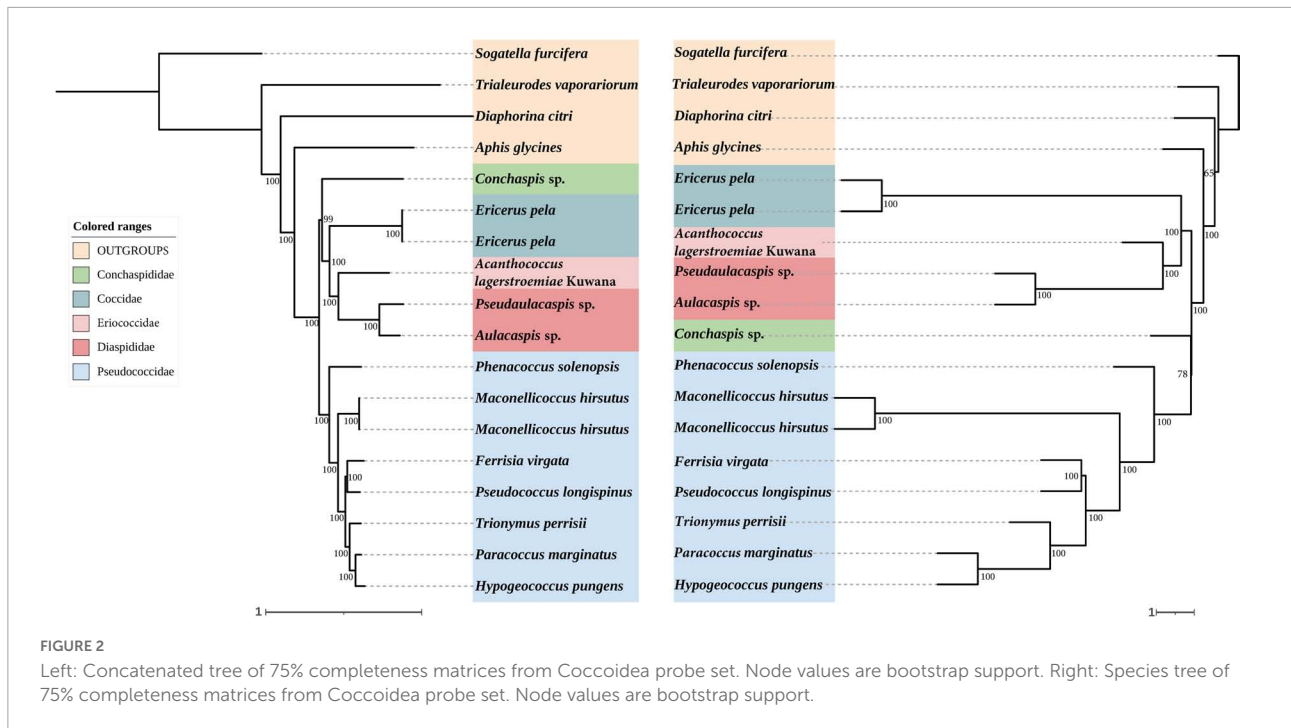 Sogatella furcifera
Trialeurodes vaporariorum
Diaphorina citri
Aphis glycines
Conchaspis sp.
Ericerus pela
Ericerus pela
Acanthococcus
lagerstroemiae Kuwana
Pseudaulacaspis sp.
Aulacaspis sp.
Phenacoccus solenopsis
Maconellicoccus hirsutus
Maconellicoccus hirsutus
Ferrisia virgata
Pseudococcus longispinus
Trionymus perrisii
Paracoccus marginatus
Hypogeococcus pungens
100
100
99
100
100
100
100
100
100
100
100
100
100
100
1
Colored ranges
OUTGROUPS
Conchaspididae
Coccidae
Eriococcidae
Diaspididae
Pseudococcidae
Sogatella furcifera
Trialeurodes vaporariorum
Diaphorina citri
Aphis glycines
Ericerus pela
Ericerus pela
Acanthococcus
lagerstroemiae Kuwana
Pseudaulacaspis sp.
Aulacaspis sp.
Conchaspis sp.
Phenacoccus solenopsis
Maconellicoccus hirsutus
Maconellicoccus hirsutus
Ferrisia virgata
Pseudococcus longispinus
Trionymus perrisii
Paracoccus marginatus
Hypogeococcus pungens
65
100
100
100
100
100
78
100
100
100
100
100
100
100
1
FIGURE 2
Left: Concatenated tree of 75% completeness matrices from Coccoidea probe set. Node values are bootstrap support. Right: Species tree of
75% completeness matrices from Coccoidea probe set. Node values are bootstrap support.